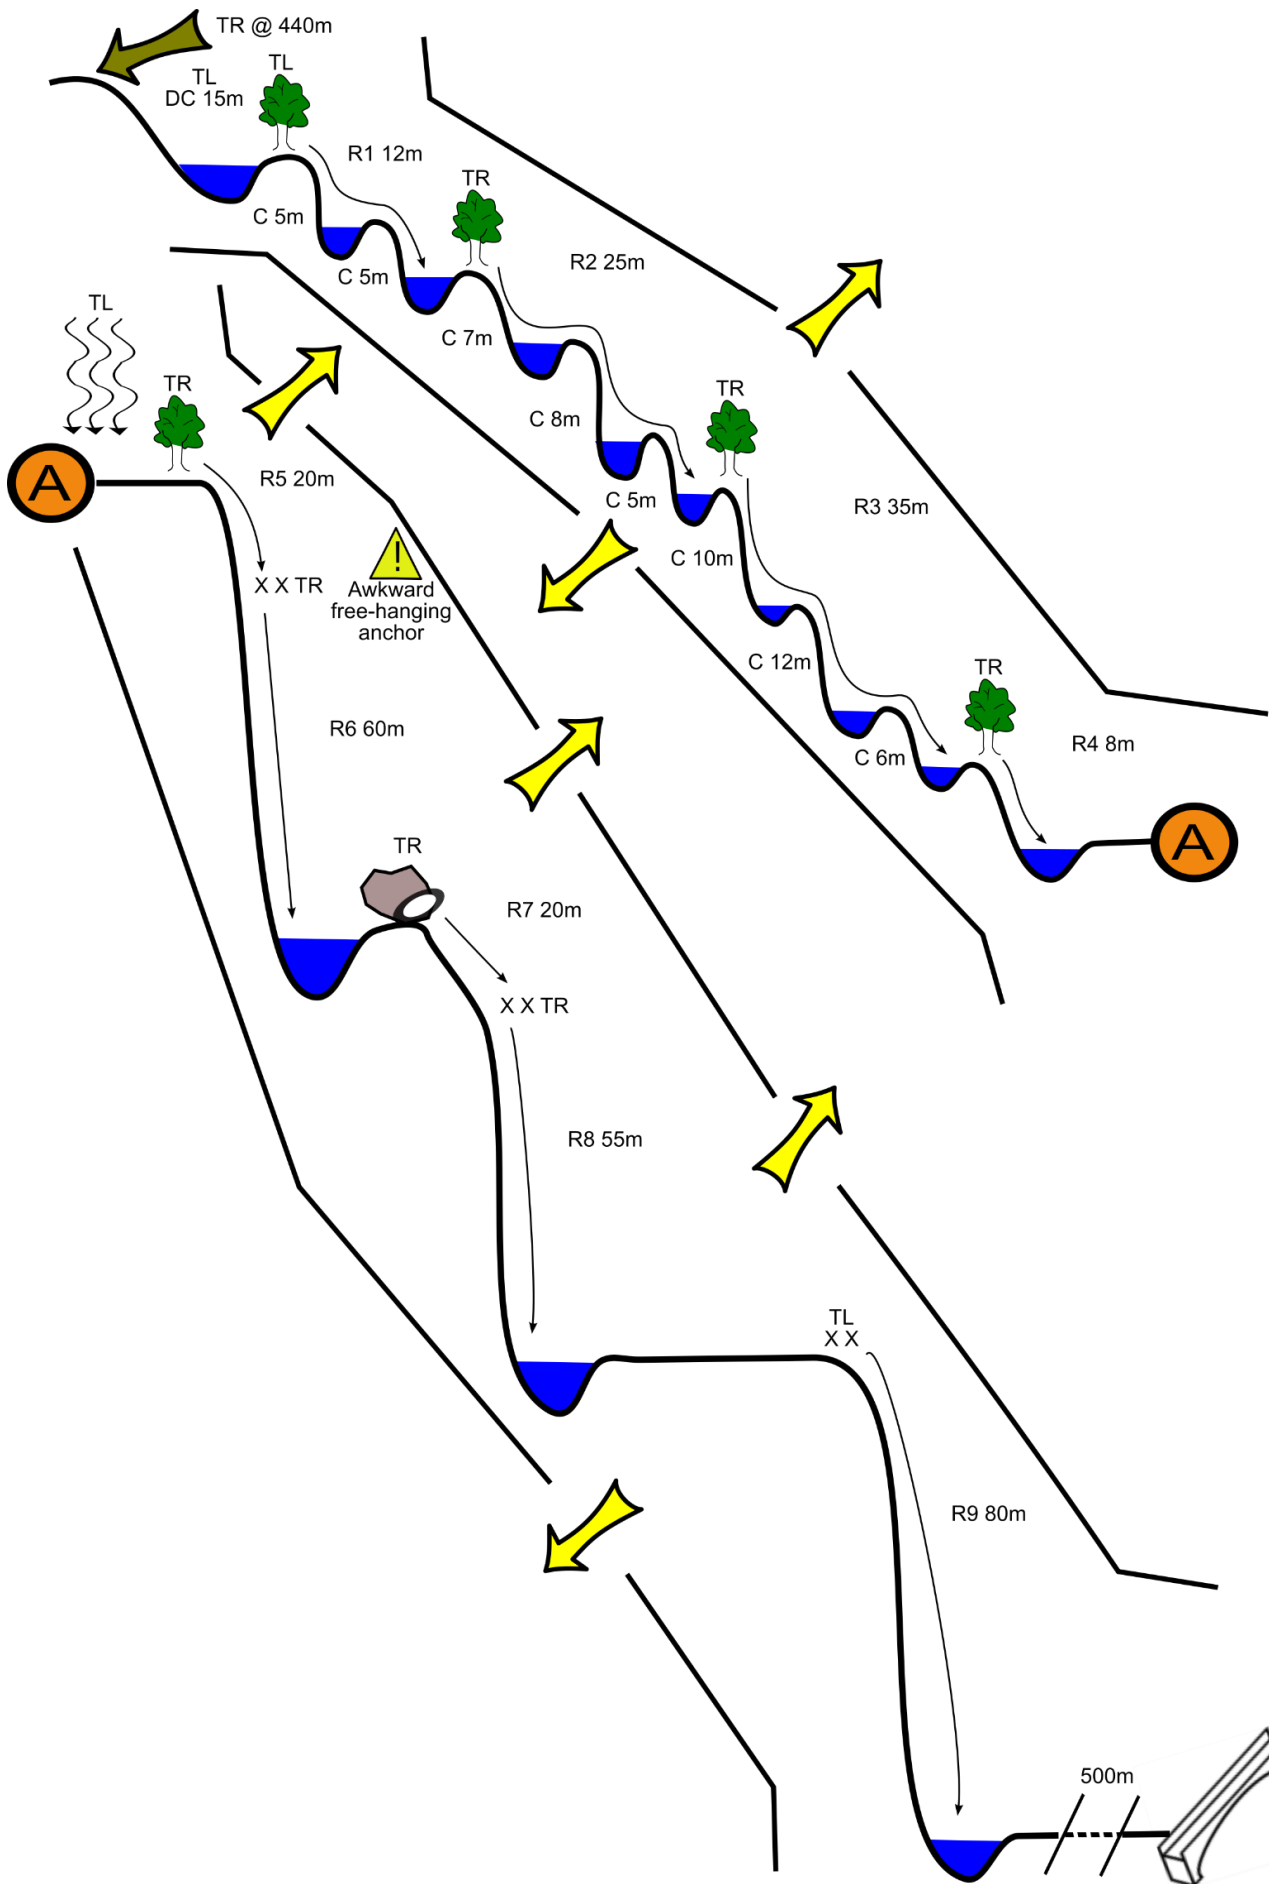 TR @ 440m
TL
DC 15m
TL
R1 12m
TR
C 5m
R2 25m
C 5m
TL
C 7m
TR
TR
C 8m
R5 20m
A
C 5m
R3 35m
!
C 10m
X X TR
Awkward
free-hanging
anchor
C 12m
TR
R6 60m
R4 8m
C 6m
A
TR
R7 20m
X X TR
R8 55m
TL
X X
R9 80m
500m